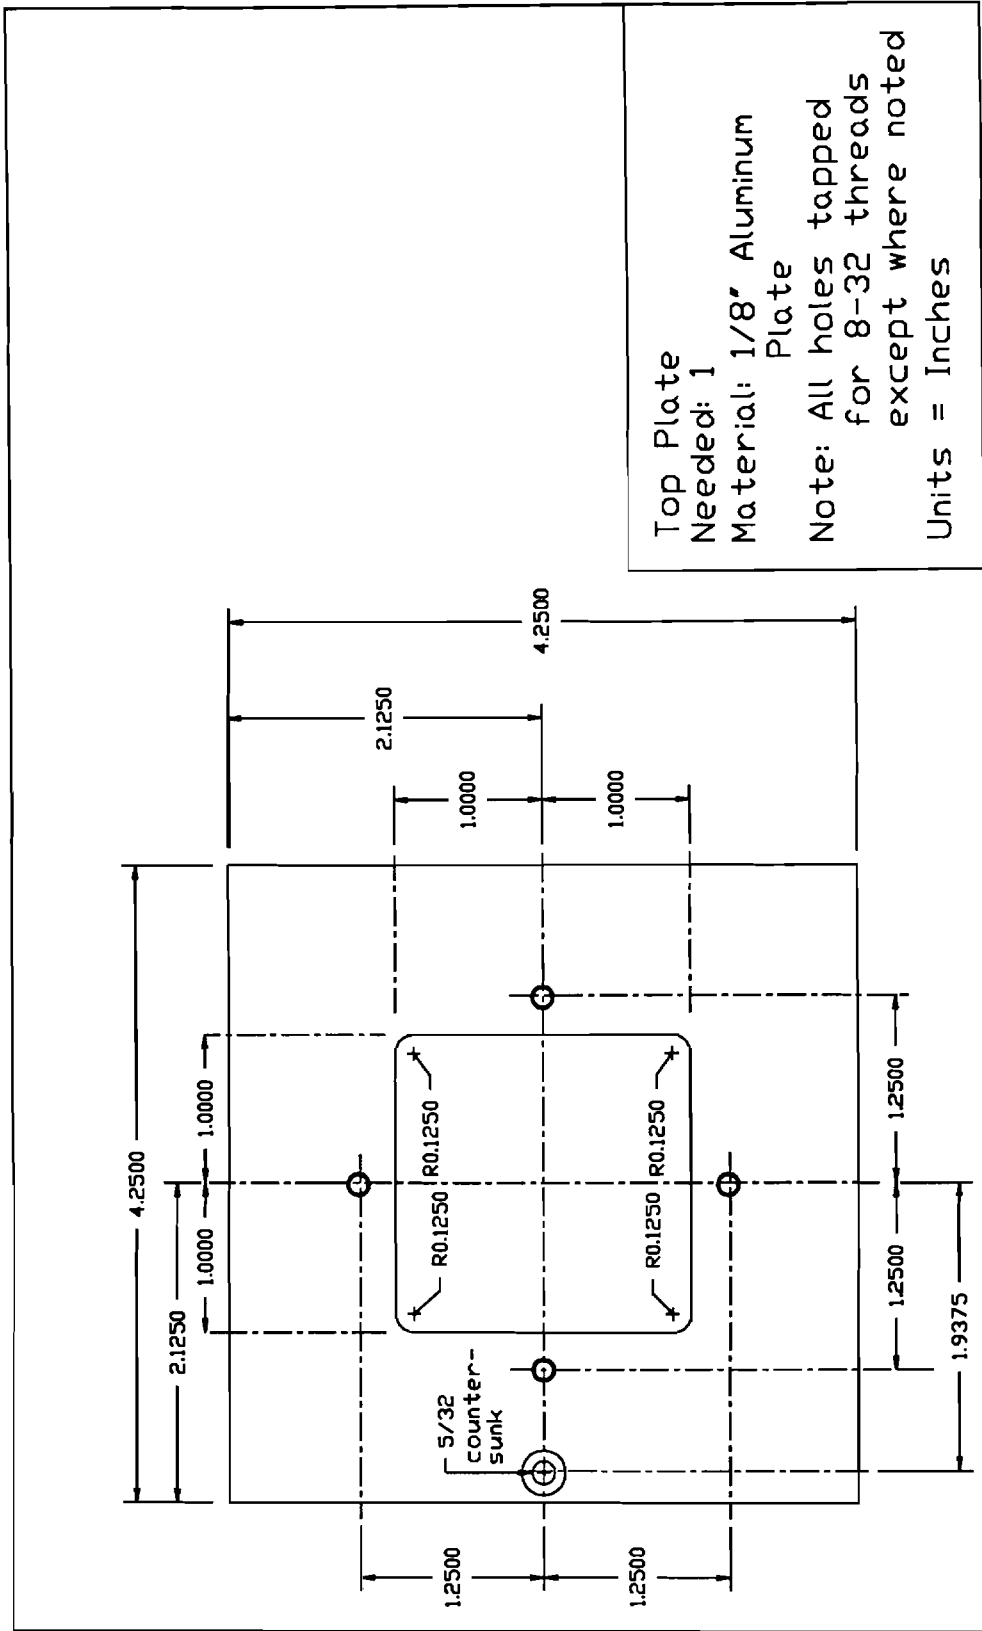 4.2500
2.1250
1.0000
1.0000
5/32
counter-
sunk
R0.1250
R0.1250
R0.1250
R0.1250
1.2500
1.2500
1.0000
1.0000
2.1250
4.2500
1.2500
1.2500
1.9375
Top Plate
Needed: 1
Material: 1/8" Aluminum
Plate
Note: All holes tapped
for 8-32 threads
except where noted
Units = Inches